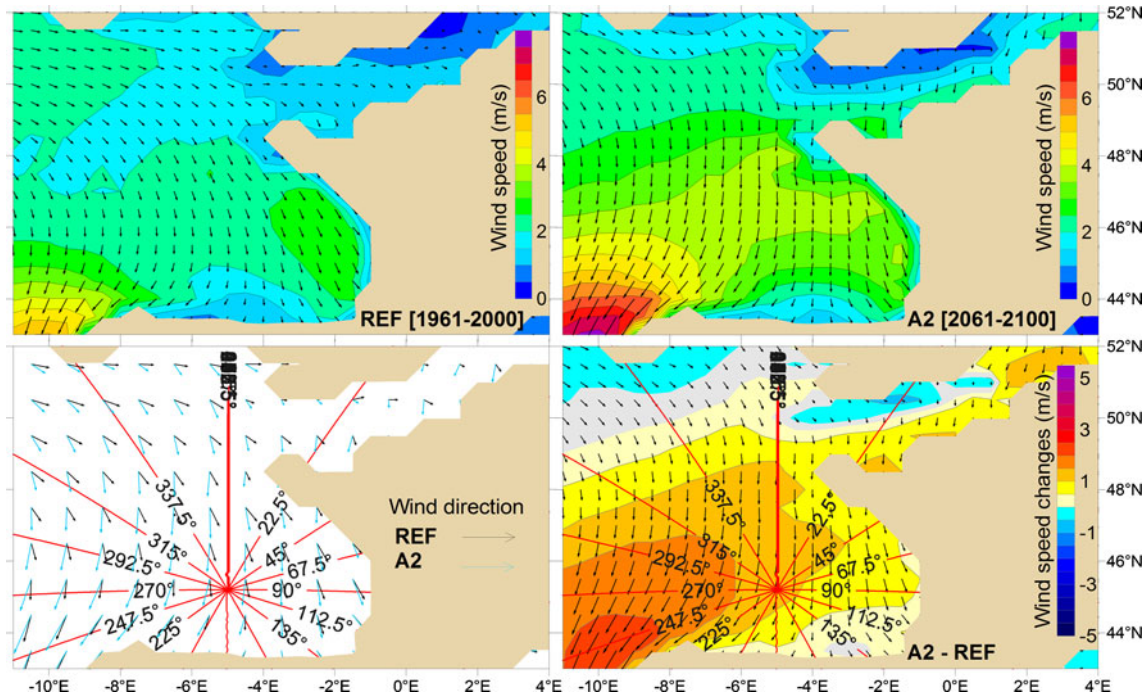 52°N
50°N
48°N
46°N
44°N
Wind speed (m/s)
6
4
2
0
REF [1961-2000]
Wind speed (m/s)
6
4
2
0
A2 [2061-2100]
52°N
50°N
48°N
46°N
44°N
337.5°
22.5°
315°
45°
292.5°
67.5°
270°
90°
247.5°
112.5°
225°
135°
Wind direction
REF
A2
337.5°
22.5°
315°
45°
292.5°
67.5°
270°
90°
247.5°
112.5°
225°
135°
Wind speed changes (m/s)
5
3
1
-1
-3
-5
A2 - REF
-10°E -8°E -6°E -4°E -2°E 0°E 2°E 4°E
-10°E -8°E -6°E -4°E -2°E 0°E 2°E 4°E